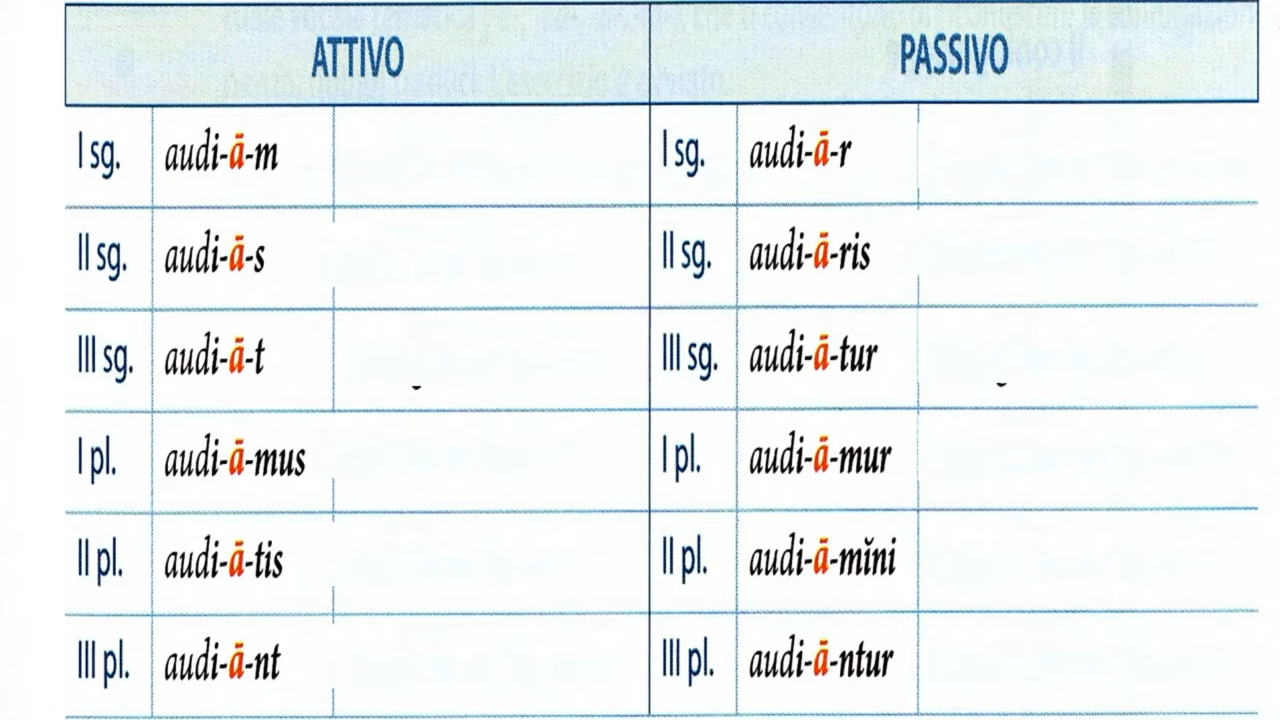 ATTIVO PASSIVO
I sg. audi-ā-m I sg. audi-ā-r
II sg. audi-ā-s II sg. audi-ā-ris
III sg. audi-ā-t III sg. audi-ā-tur
I pl. audi-ā-mus I pl. audi-ā-mur
II pl. audi-ā-tis II pl. audi-ā-mĭni
III pl. audi-ā-nt III pl. audi-ā-ntur